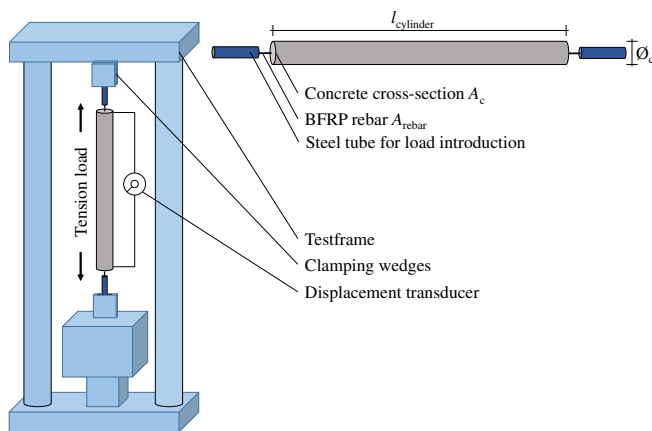 l_cylinder
Ø_c
Concrete cross-section A_c
BFRP rebar A_rebar
Steel tube for load introduction
Tension load
Testframe
Clamping wedges
Displacement transducer